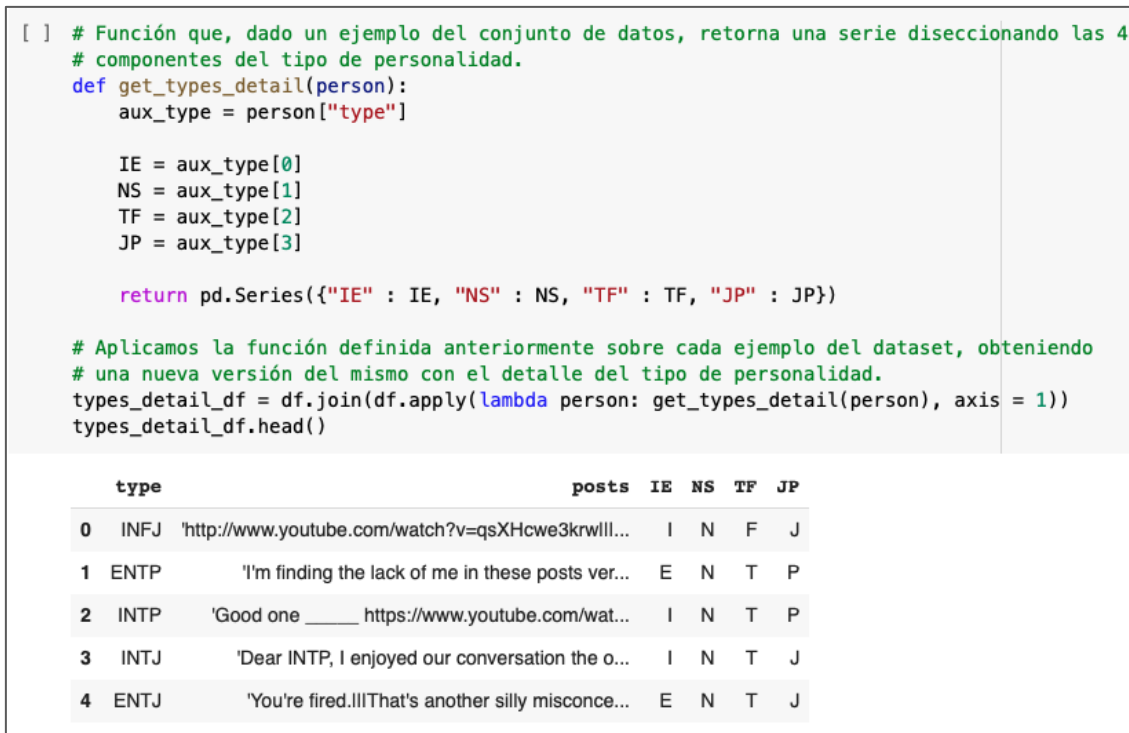 [ ] # Función que, dado un ejemplo del conjunto de datos, retorna una serie diseccionando las 4
# componentes del tipo de personalidad.
def get_types_detail(person):
    aux_type = person["type"]

    IE = aux_type[0]
    NS = aux_type[1]
    TF = aux_type[2]
    JP = aux_type[3]

    return pd.Series({"IE" : IE, "NS" : NS, "TF" : TF, "JP" : JP})

# Aplicamos la función definida anteriormente sobre cada ejemplo del dataset, obteniendo
# una nueva versión del mismo con el detalle del tipo de personalidad.
types_detail_df = df.join(df.apply(lambda person: get_types_detail(person), axis = 1))
types_detail_df.head()
type posts IE NS TF JP
0 INFJ 'http://www.youtube.com/watch?v=qsXHcwe3krw|||... I N F J
1 ENTP 'I'm finding the lack of me in these posts ver... E N T P
2 INTP 'Good one _____ https://www.youtube.com/wat... I N T P
3 INTJ 'Dear INTP, I enjoyed our conversation the o... I N T J
4 ENTJ 'You're fired.|||That's another silly misconce... E N T J